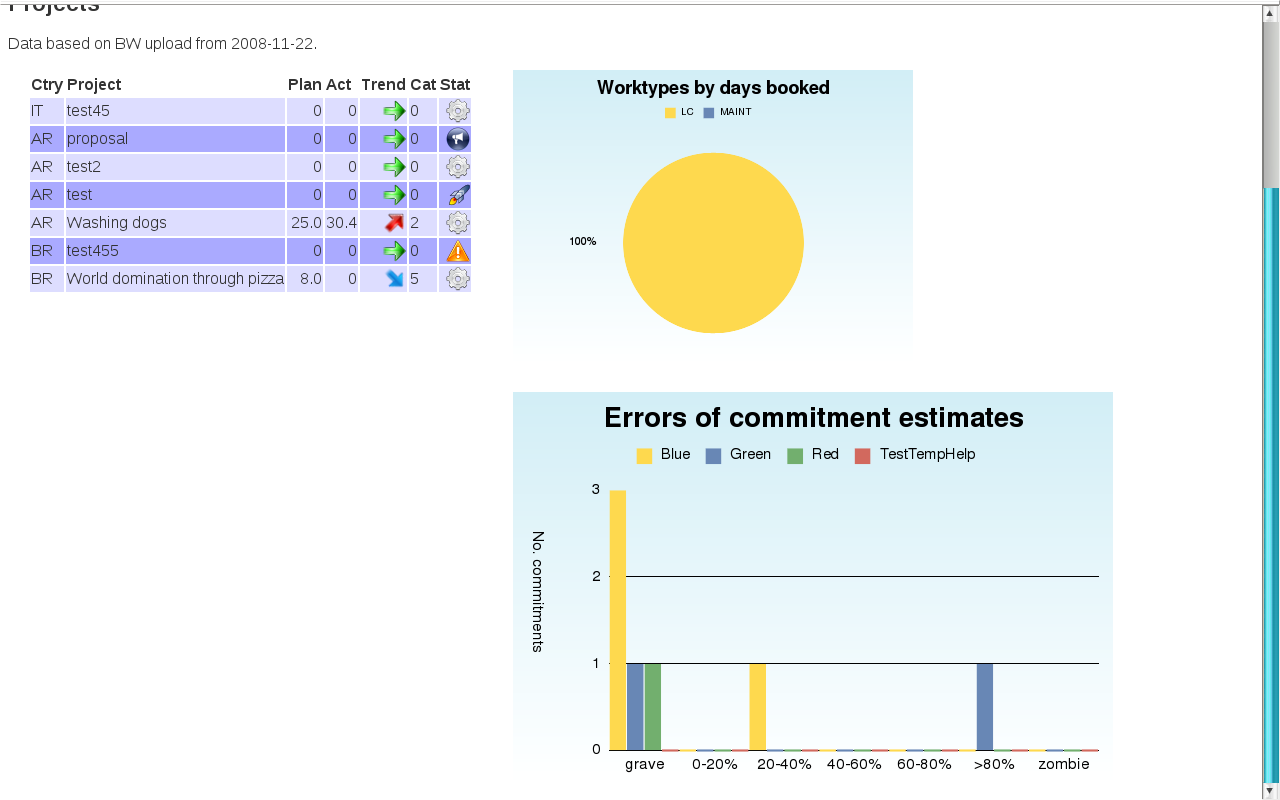 Projects
Data based on BW upload from 2008-11-22.
Ctry Project Plan Act Trend Cat Stat
IT test45 0 0 0
AR proposal 0 0 0
AR test2 0 0 0
AR test 0 0 0
AR Washing dogs 25.0 30.4 2
BR test455 0 0 0
BR World domination through pizza 8.0 0 5
Worktypes by days booked
LC MAINT
100%
Errors of commitment estimates
Blue Green Red TestTempHelp
No. commitments
3
2
1
0
grave 0-20% 20-40% 40-60% 60-80% >80% zombie